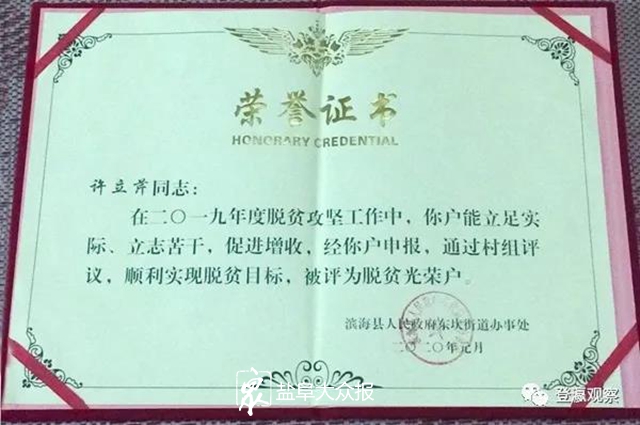 荣誉证书
HONORARY CREDENTIAL
许立芹同志：
在二〇一九年度脱贫攻坚工作中，你户能立足实
际、立志苦干，促进增收，经你户申报，通过村组评
议，顺利实现脱贫目标，被评为脱贫光荣户。
滨海县人民政府东坎街道办事处
二〇二〇年元月
众 盐阜大众报
登瀛观察